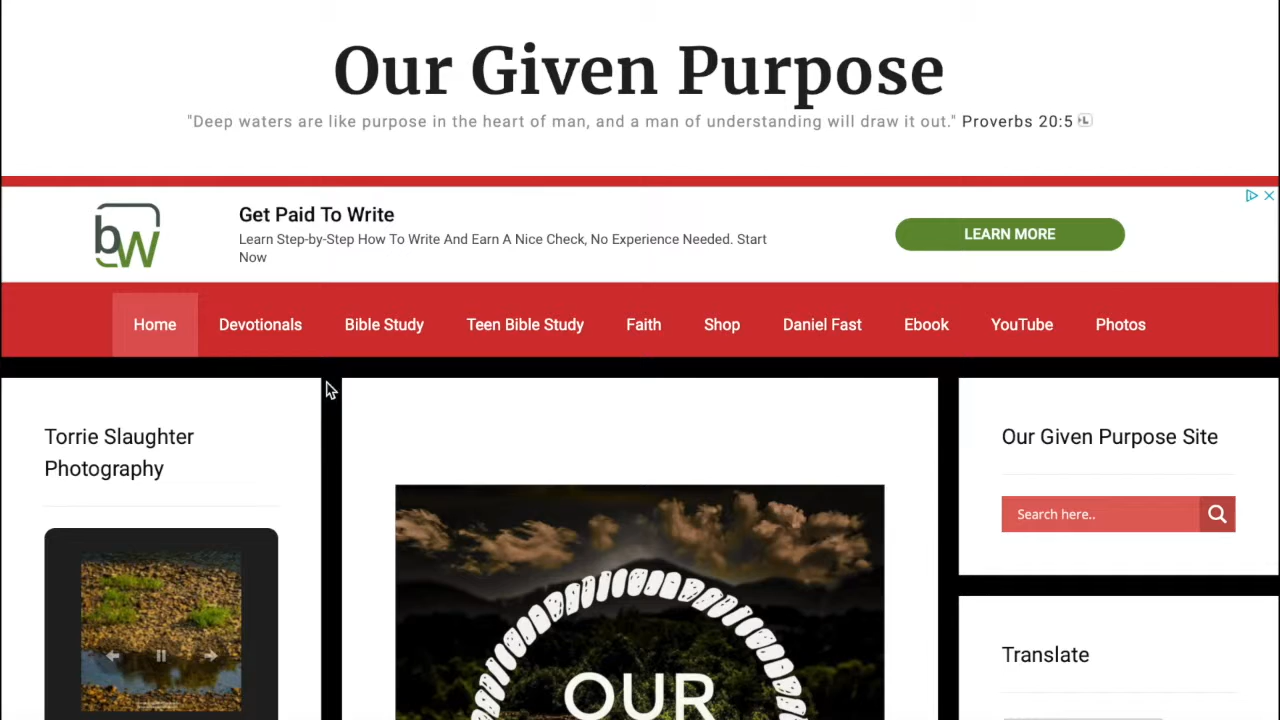 Our Given Purpose
"Deep waters are like purpose in the heart of man, and a man of understanding will draw it out." Proverbs 20:5
bW
Get Paid To Write
Learn Step-by-Step How To Write And Earn A Nice Check, No Experience Needed. Start
Now
LEARN MORE
Home Devotionals Bible Study Teen Bible Study Faith Shop Daniel Fast Ebook YouTube Photos
Torrie Slaughter
Photography
OUR
Our Given Purpose Site
Search here..
Translate